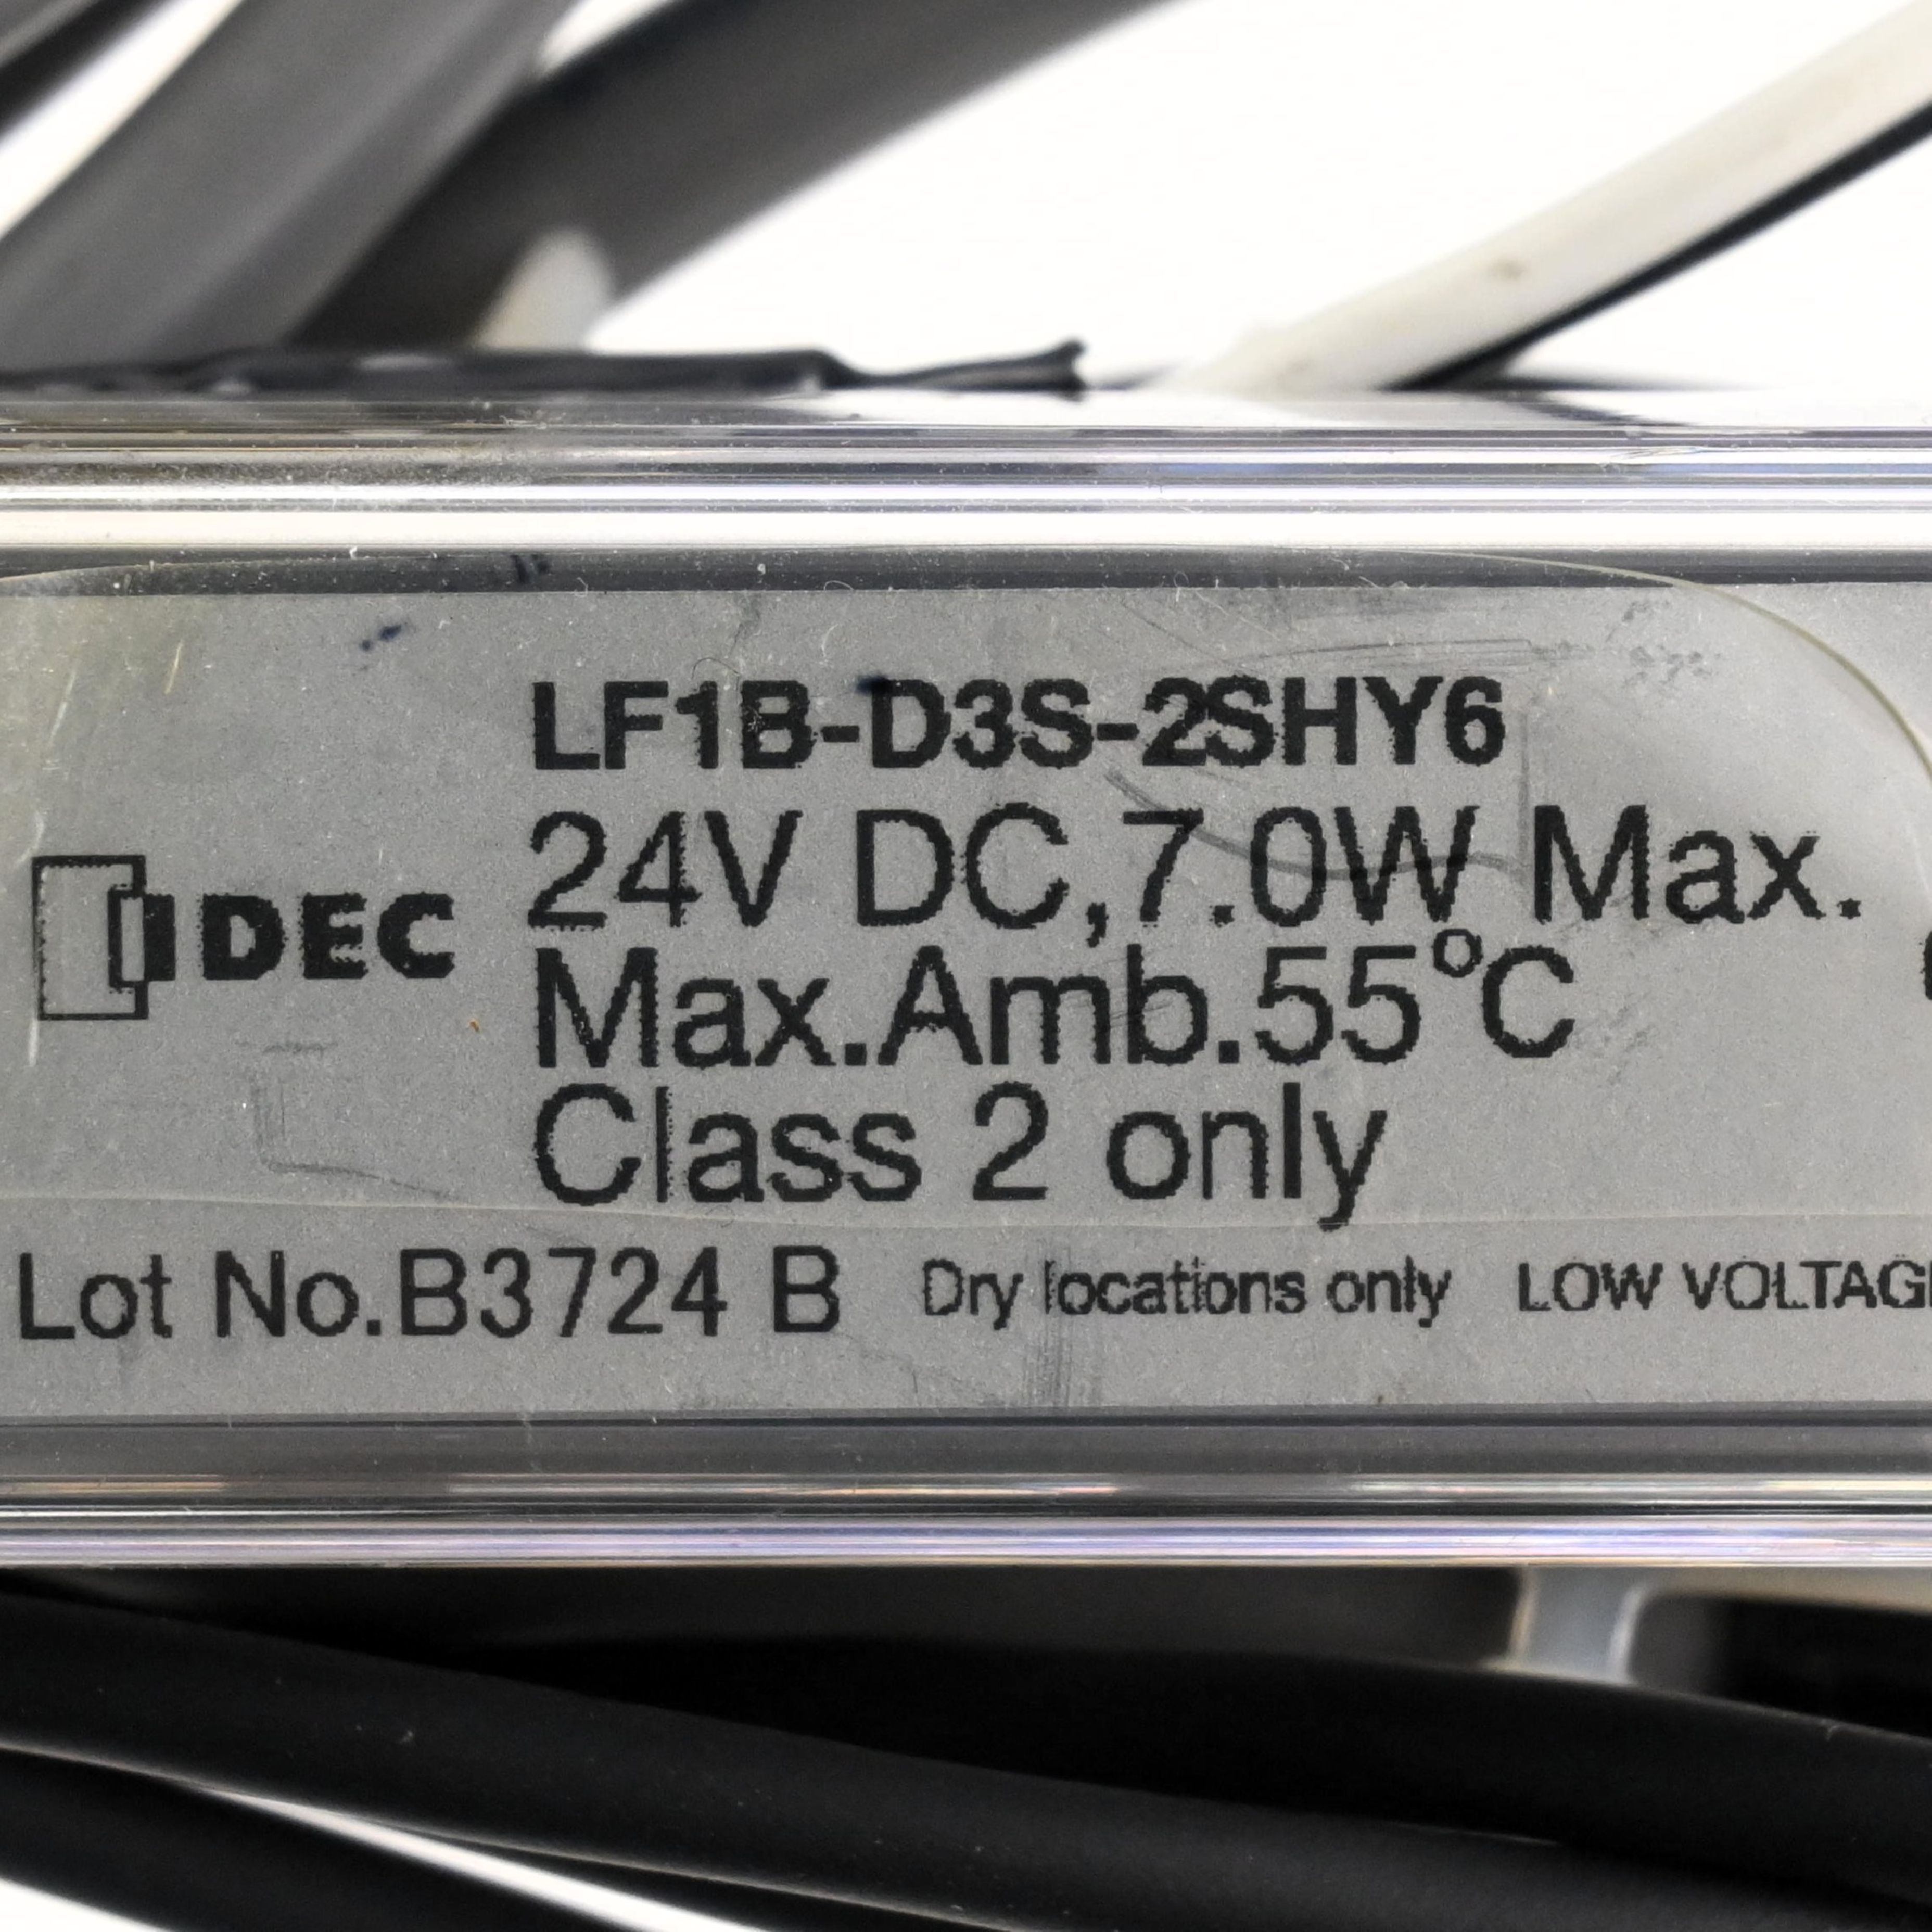 LF1B-D3S-2SHY6
IDEC
24V DC,7.0W Max.
Max.Amb.55°C
Class 2 only
Lot No.B3724 B Dry locations only LOW